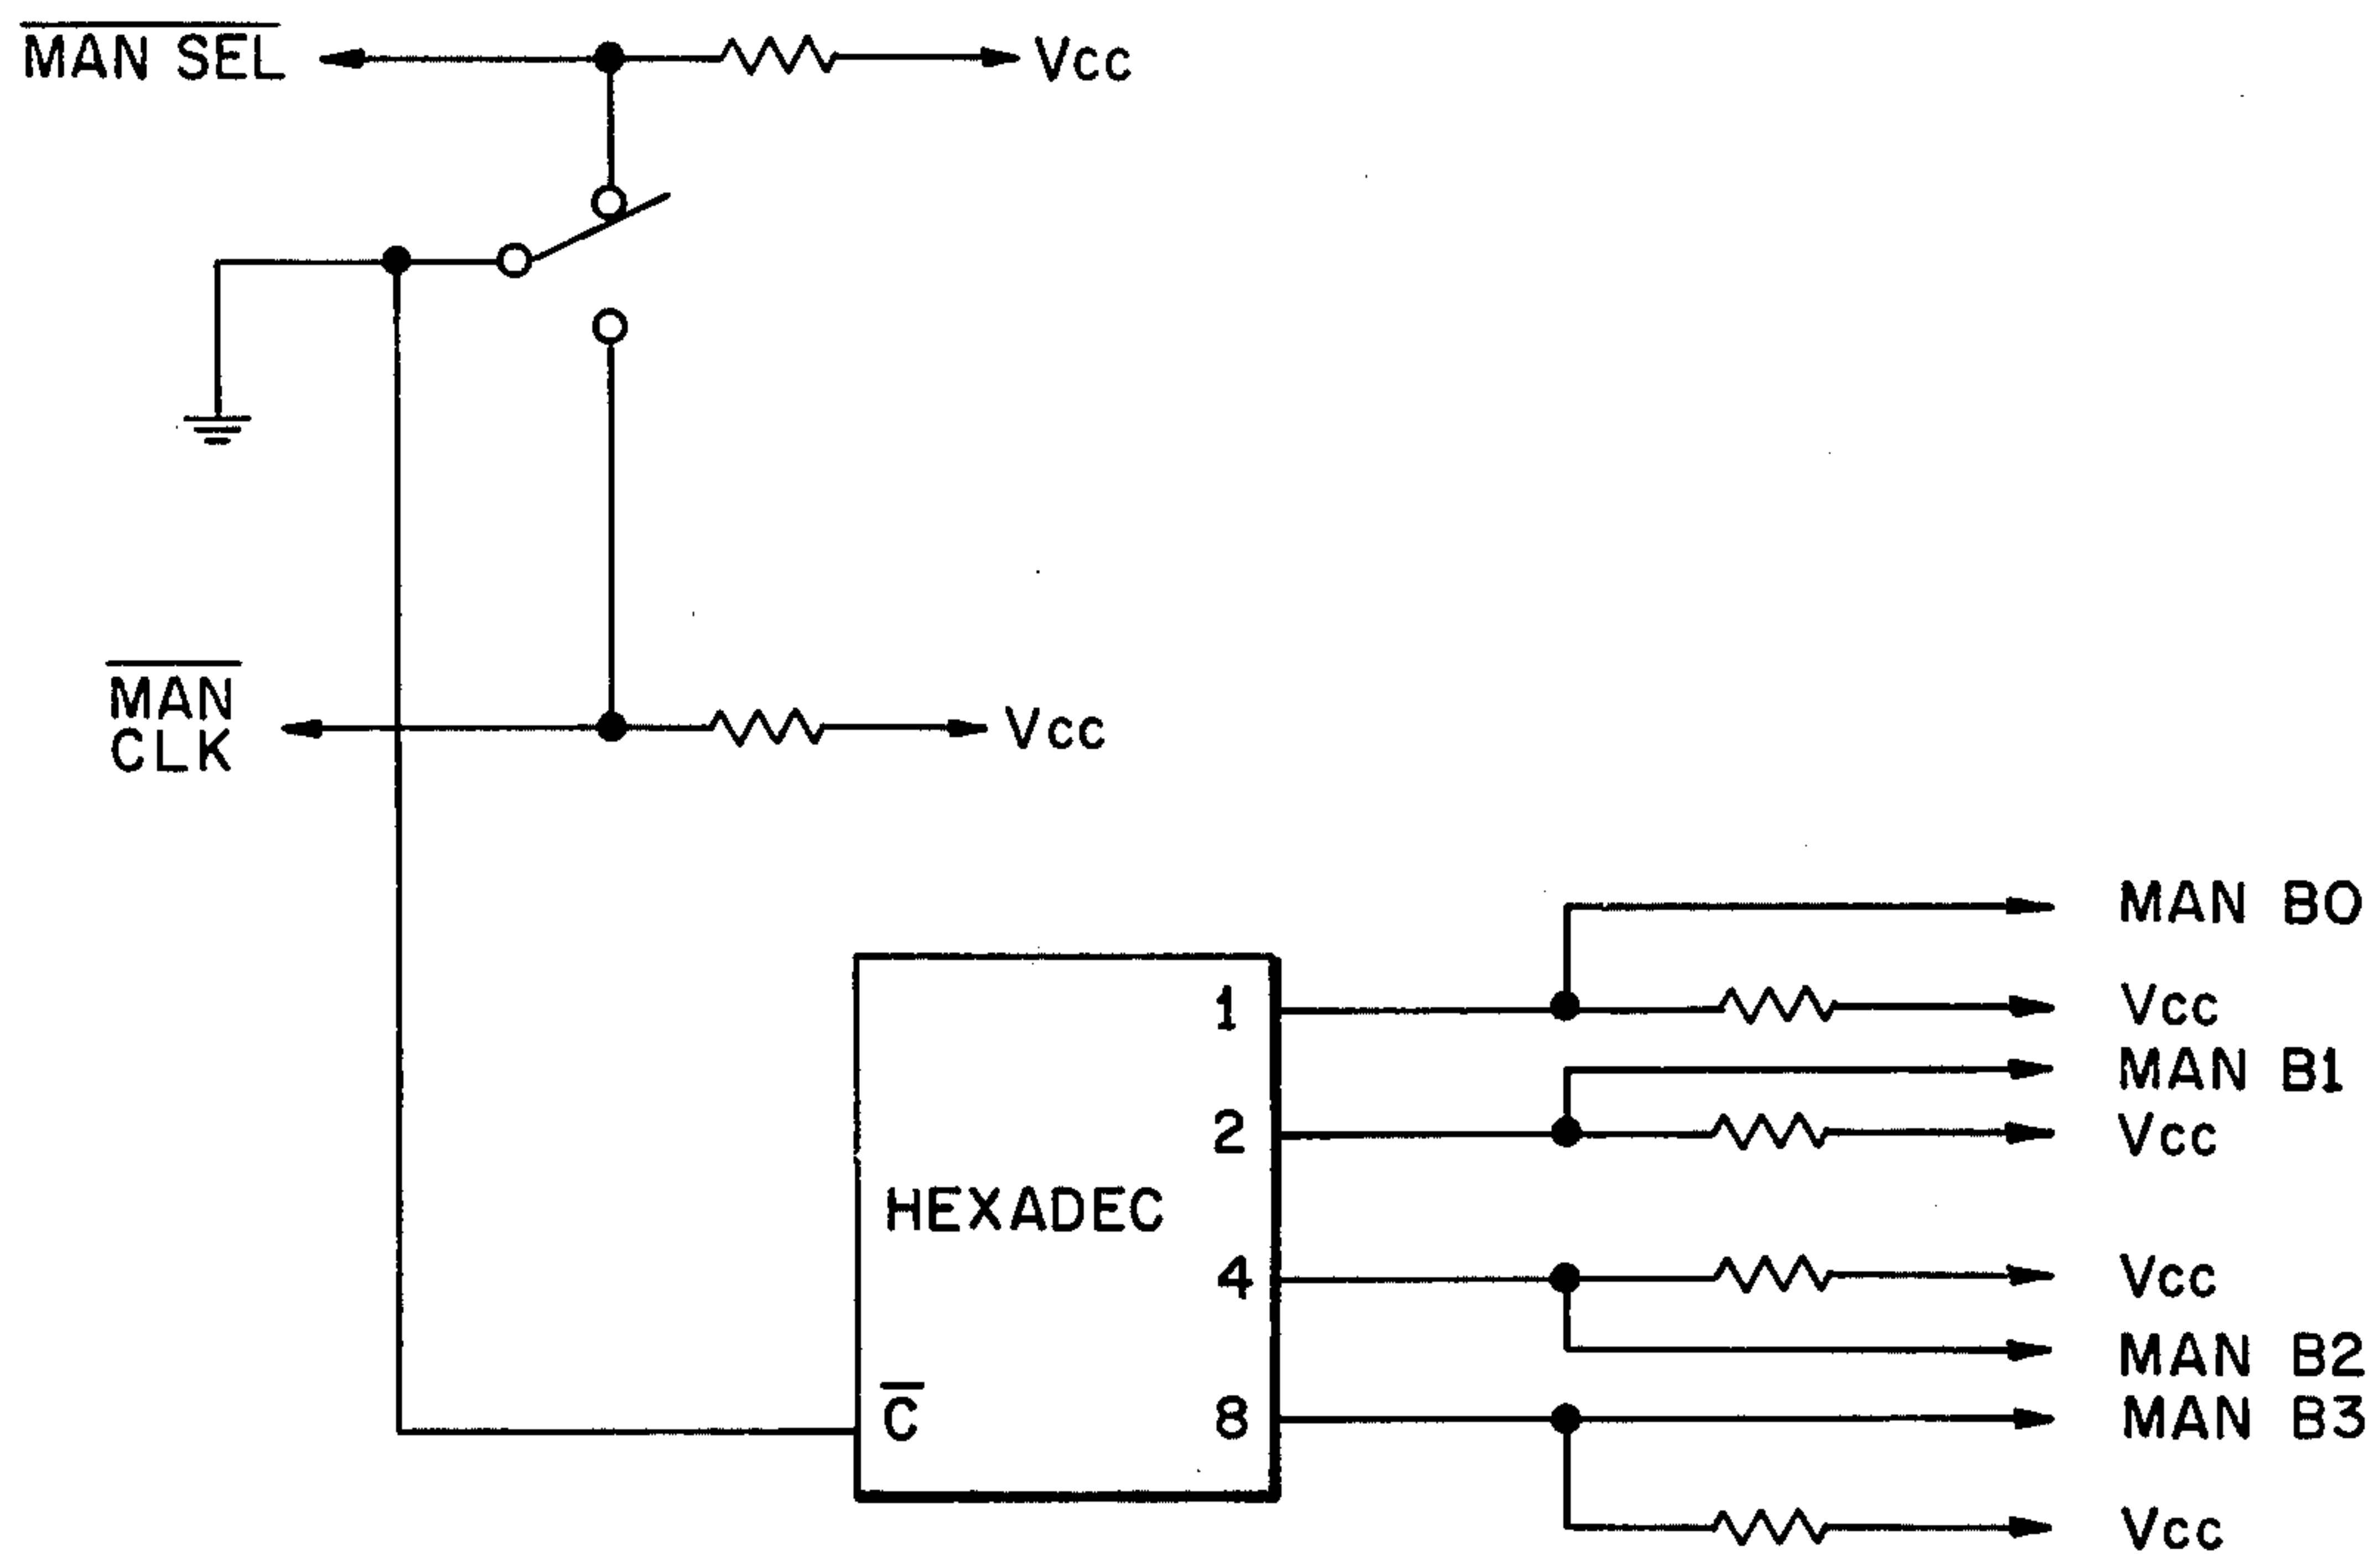 MAN SEL
Vcc
MAN
CLK
Vcc
MAN B0
1
Vcc
MAN B1
2
Vcc
HEXADEC
4
Vcc
MAN B2
C
8
MAN B3
Vcc